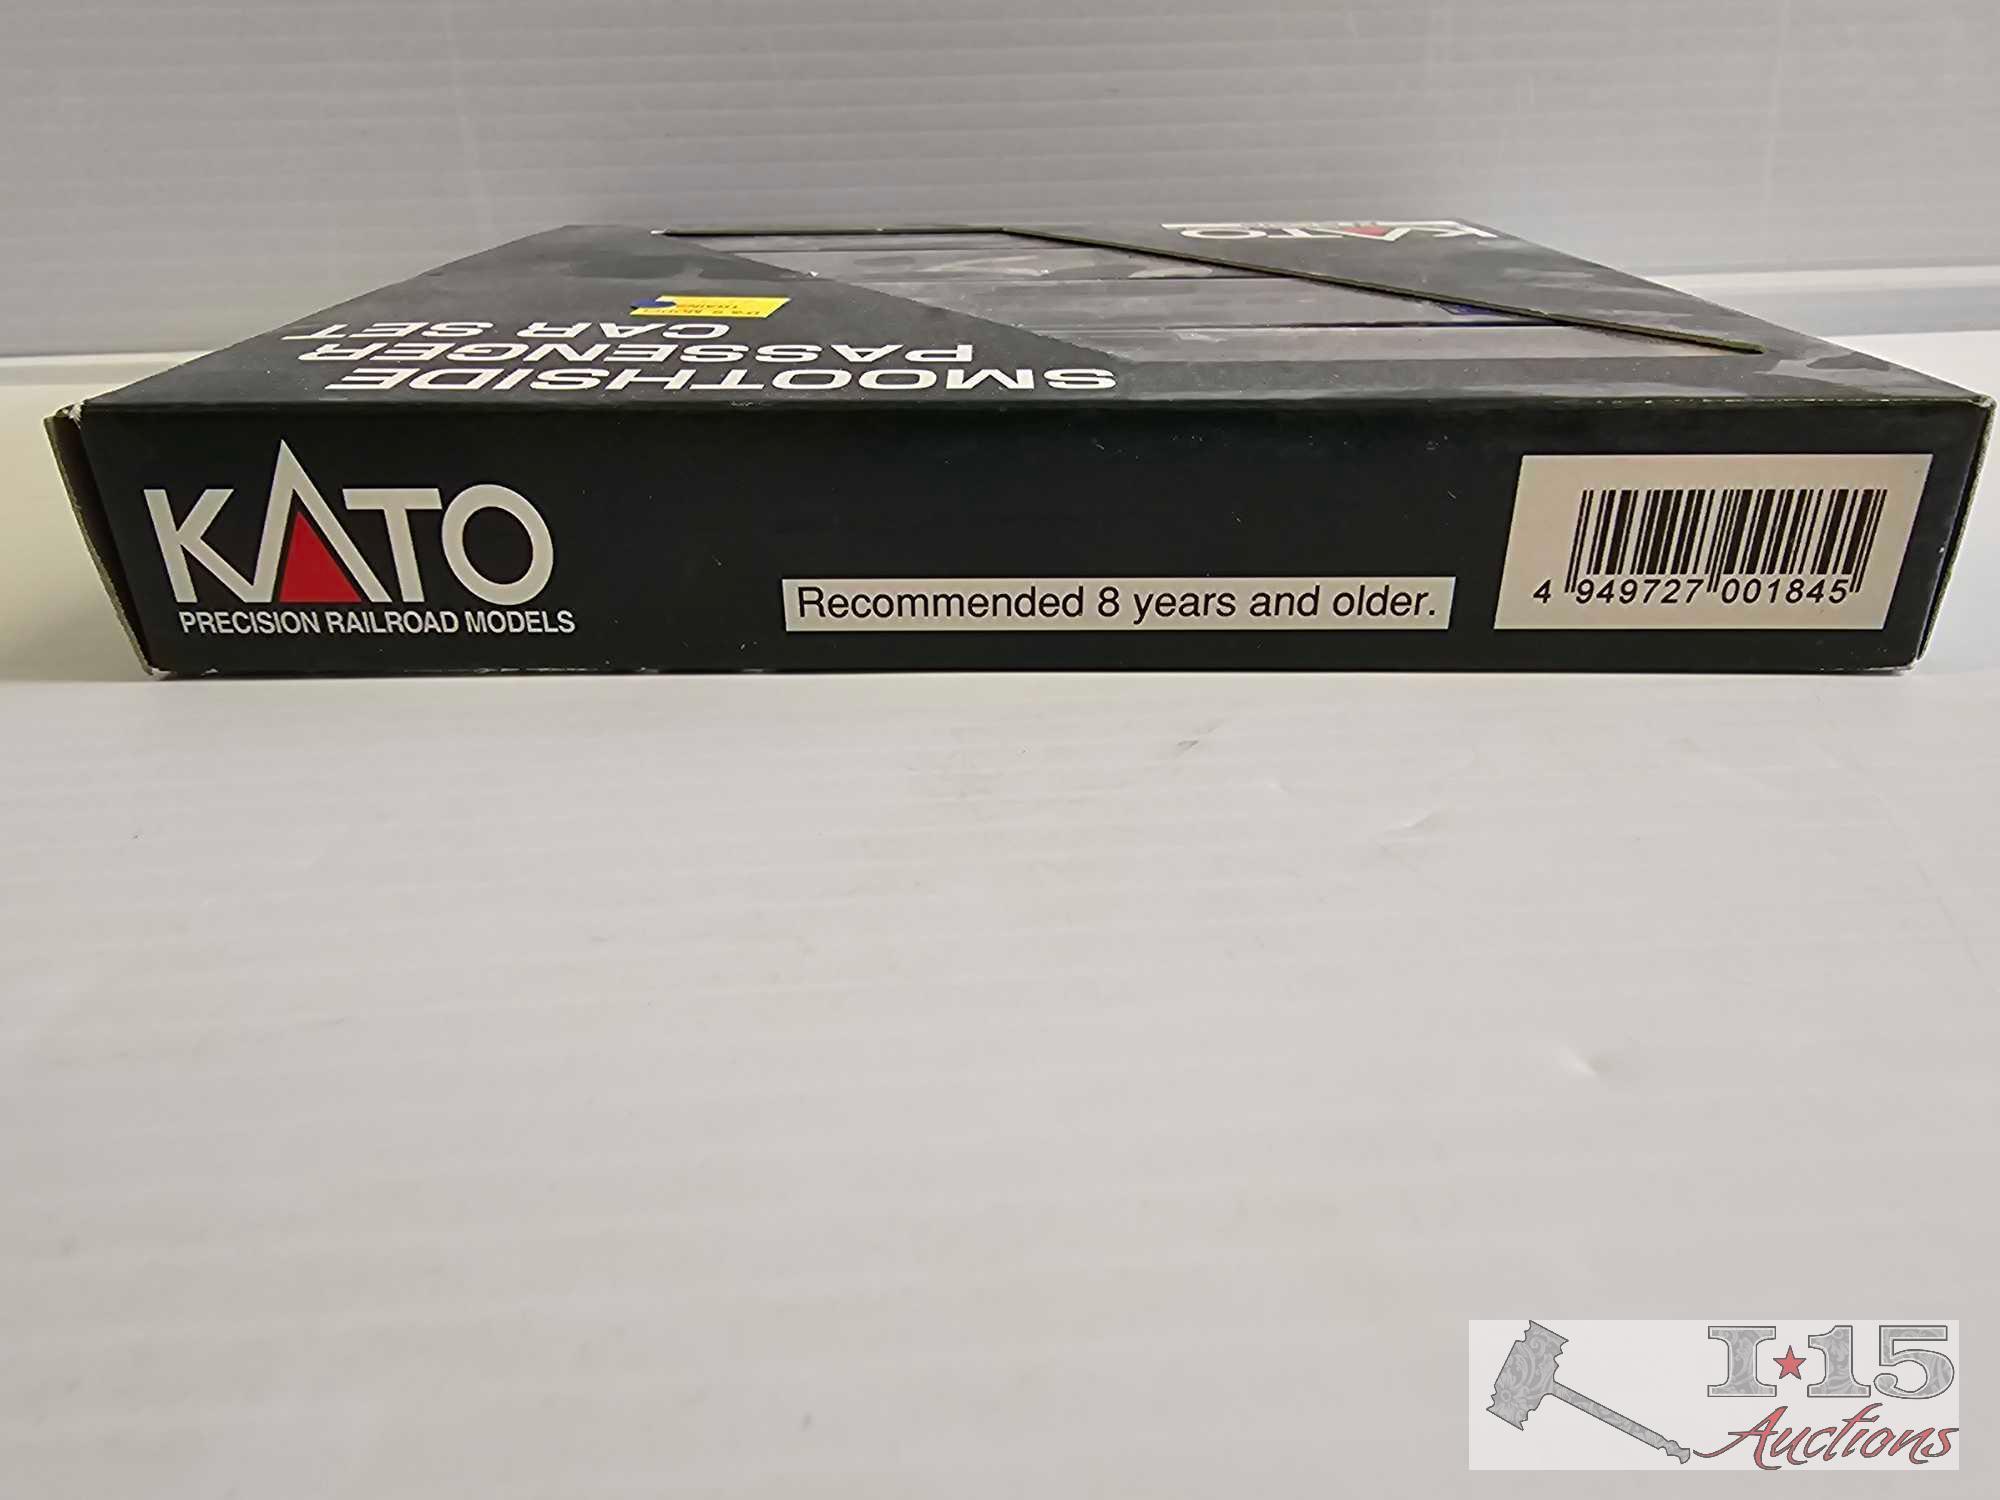 KATO
SMOOTHSIDE
PASSENGER
CAR SET
KATO
PRECISION RAILROAD MODELS
Recommended 8 years and older.
4 949727 001845
I★15
Auctions